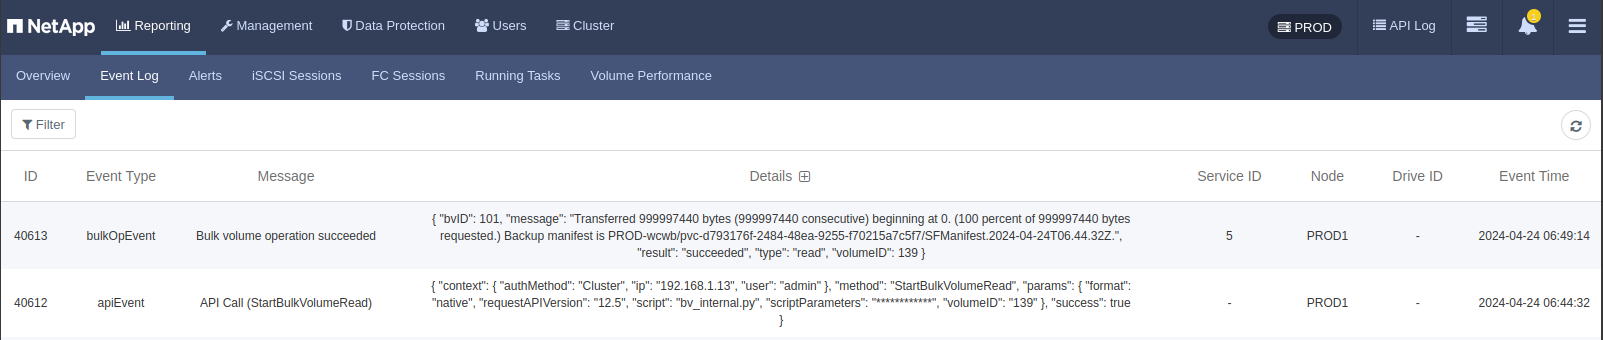 NetApp Reporting Management Data Protection Users Cluster PROD API Log 1
Overview Event Log Alerts iSCSI Sessions FC Sessions Running Tasks Volume Performance
Filter
ID Event Type Message Details Service ID Node Drive ID Event Time
{ "bvID": 101, "message": "Transferred 999997440 bytes (999997440 consecutive) beginning at 0. (100 percent of 999997440 bytes
40613 bulkOpEvent Bulk volume operation succeeded requested.) Backup manifest is PROD-wcwb/pvc-d793176f-2484-48ea-9255-f70215a7c5f7/SFManifest.2024-04-24T06.44.32Z.", 5 PROD1 - 2024-04-24 06:49:14
"result": "succeeded", "type": "read", "volumeID": 139 }
{ "context": { "authMethod": "Cluster", "ip": "192.168.1.13", "user": "admin" }, "method": "StartBulkVolumeRead", "params": { "format":
40612 apiEvent API Call (StartBulkVolumeRead) "native", "requestAPIVersion": "12.5", "script": "bv_internal.py", "scriptParameters": "************", "volumeID": "139" }, "success": true - PROD1 - 2024-04-24 06:44:32
}